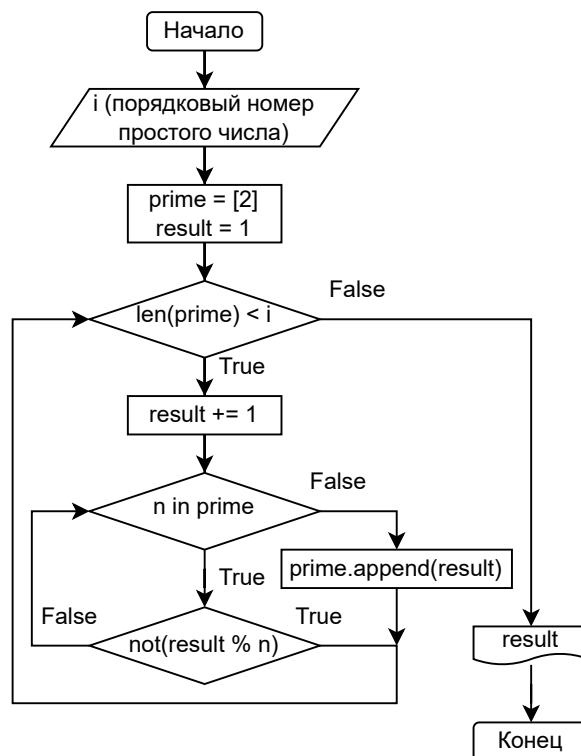 Начало
i (порядковый номер
простого числа)
prime = [2]
result = 1
len(prime) < i
False
True
result += 1
n in prime
False
True
prime.append(result)
False
not(result % n)
True
result
Конец